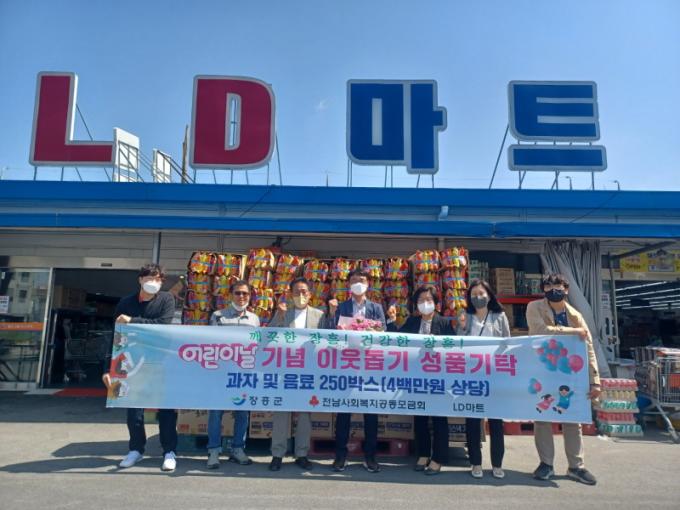 LD마트
깨끗한 장흥! 건강한 장흥!
어린이날 기념 이웃돕기 성품기탁
과자 및 음료 250박스(4백만원 상당)
장흥군 전남사회복지공동모금회 LD마트